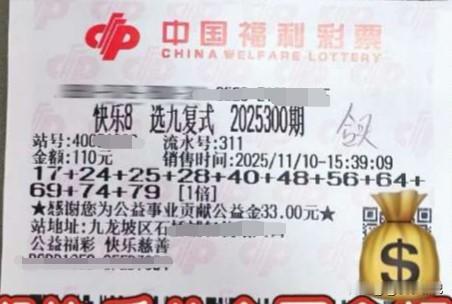 中国福利彩票
CHINA WELFARE LOTTERY
快乐8 选九复式 2025300期
站号:400 流水号:311
金额:110元 销售时间:2025/11/10-15:39:09
17+24+25+28+40+48+56+64+
69+74+79 [1倍]
★感谢您为公益事业贡献公益金33.00元★
站地址:九龙坡区石
公益福彩 快乐慈善
$